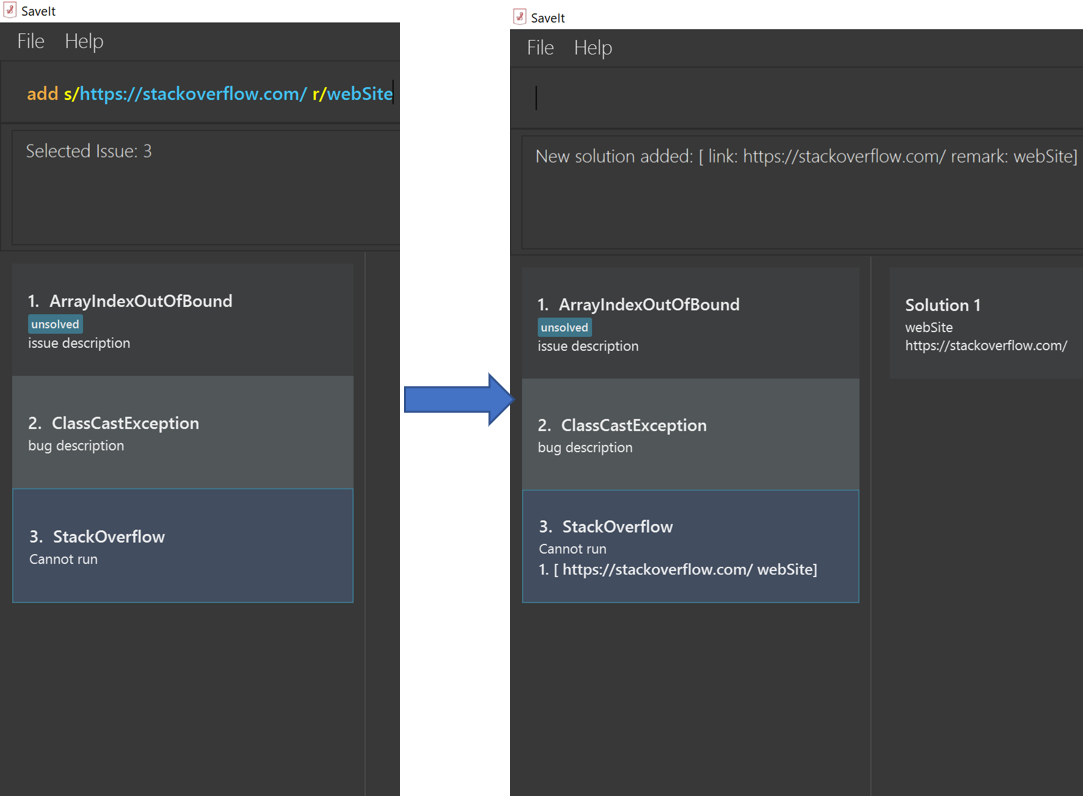 SaveIt
File Help
add s/https://stackoverflow.com/ r/webSite
Selected Issue: 3
1. ArrayIndexOutOfBound
unsolved
issue description
2. ClassCastException
bug description
3. StackOverflow
Cannot run
SaveIt
File Help
New solution added: [ link: https://stackoverflow.com/ remark: webSite]
1. ArrayIndexOutOfBound
unsolved
issue description
2. ClassCastException
bug description
3. StackOverflow
Cannot run
1. [ https://stackoverflow.com/ webSite]
Solution 1
webSite
https://stackoverflow.com/